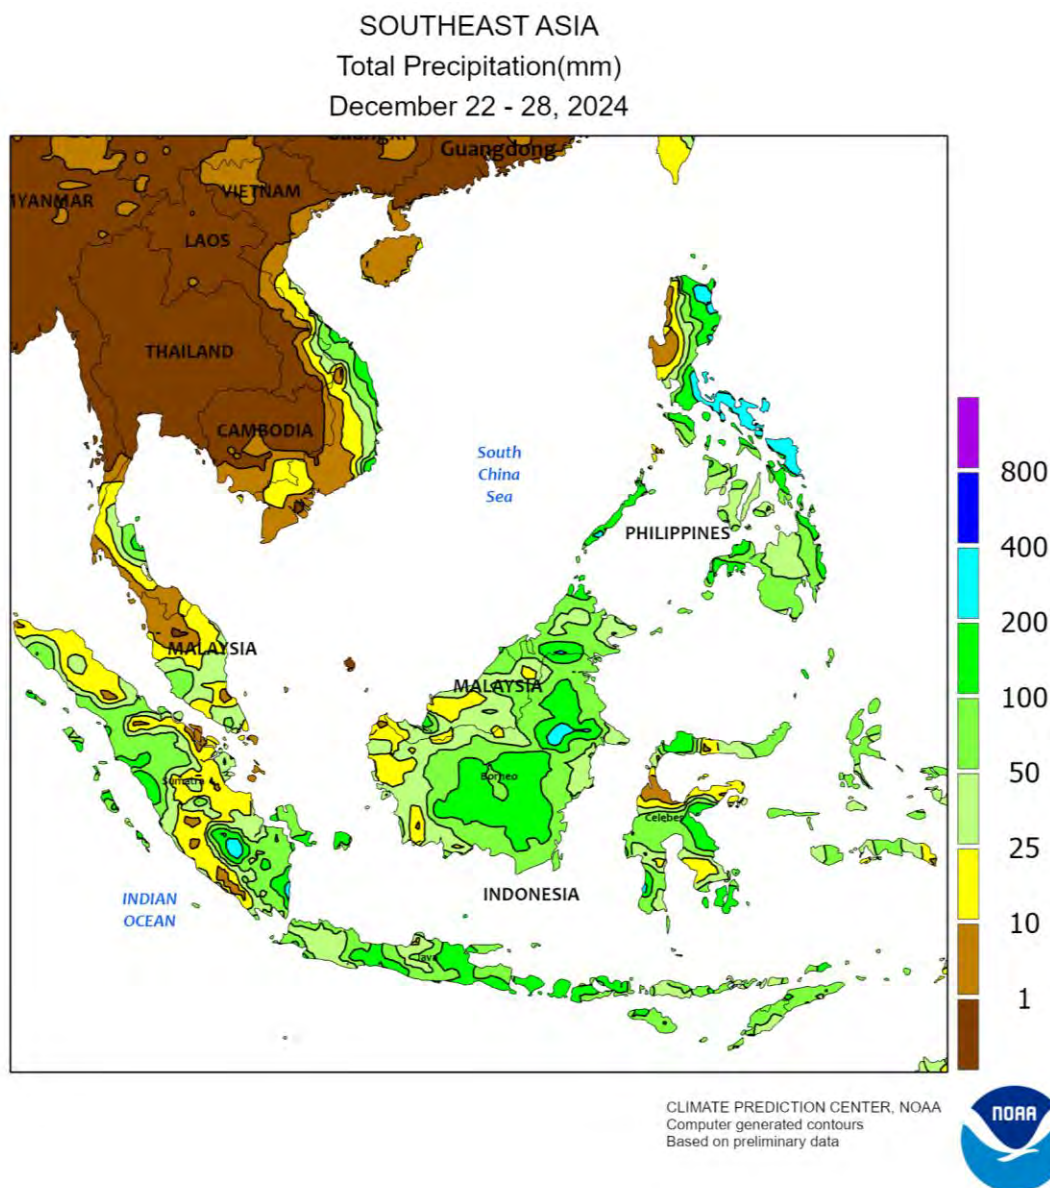 SOUTHEAST ASIA
Total Precipitation(mm)
December 22 - 28, 2024
Guangdong
VIETNAM
LAOS
THAILAND
CAMBODIA
South
China
Sea
PHILIPPINES
MALAYSIA
MALAYSIA
Borneo
Sumatra
Celebes
INDIAN
OCEAN
INDONESIA
Java
800
400
200
100
50
25
10
1
CLIMATE PREDICTION CENTER, NOAA
Computer generated contours
Based on preliminary data
NOAA